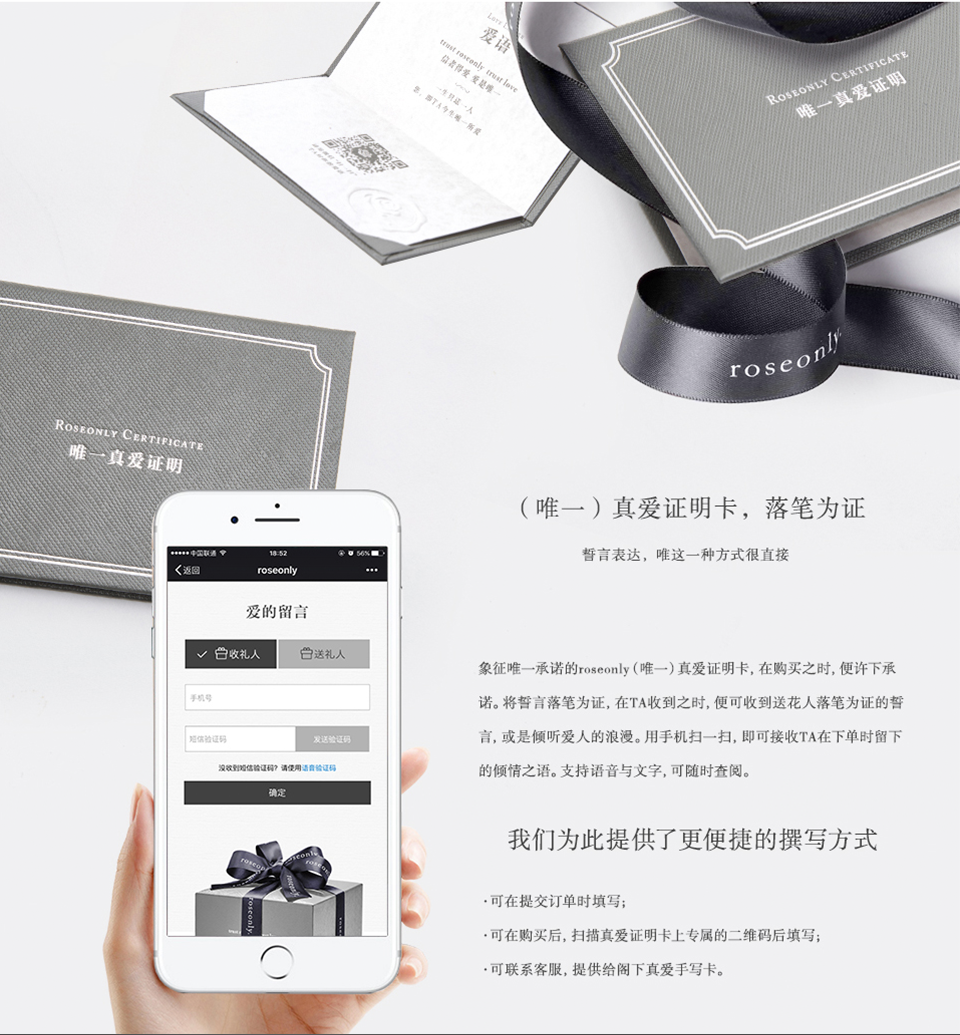 爱语
trust roseonly trust love
信者得爱, 爱是唯一
一生只送一人
ROSEONLY CERTIFICATE
唯一真爱证明
roseonly.
ROSEONLY CERTIFICATE
唯一真爱证明
（唯一）真爱证明卡，落笔为证
誓言表达，唯这一种方式很直接
中国联通 18:52 56%
返回 roseonly
爱的留言
收礼人 送礼人
手机号
短信验证码 发送验证码
没收到短信验证码？请使用语音验证码
确定
roseonly.
roseonly.
象征唯一承诺的roseonly（唯一）真爱证明卡, 在购买之时, 便许下承
诺。将誓言落笔为证, 在TA收到之时, 便可收到送花人落笔为证的誓
言, 或是倾听爱人的浪漫。用手机扫一扫, 即可接收TA在下单时留下
的倾情之语。支持语音与文字, 可随时查阅。
我们为此提供了更便捷的撰写方式
·可在提交订单时填写;
·可在购买后, 扫描真爱证明卡上专属的二维码后填写;
·可联系客服, 提供给阁下真爱手写卡。